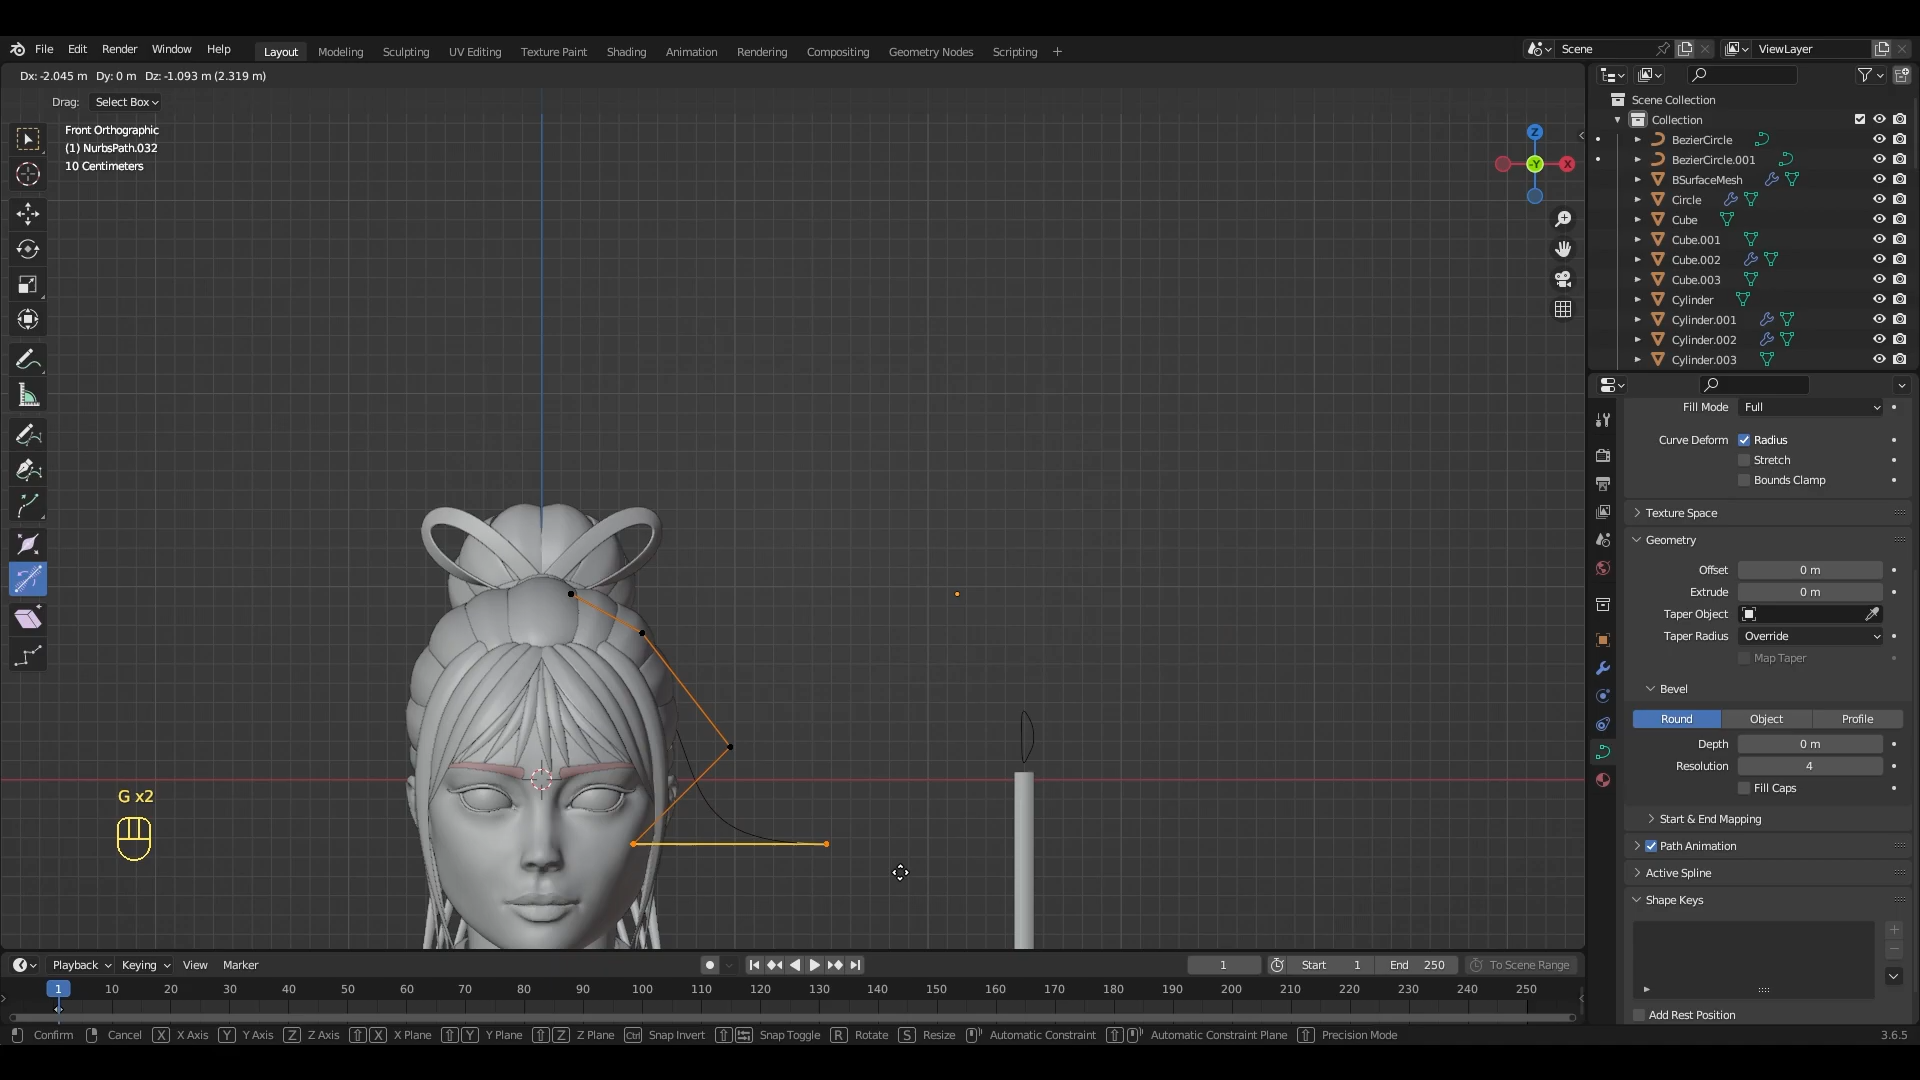 File Edit Render Window Help Layout Modeling Sculpting UV Editing Texture Paint Shading Animation Rendering Compositing Geometry Nodes Scripting + Scene ViewLayer
Dx: -2.045 m Dy: 0 m Dz: -1.093 m (2.319 m)
Drag: Select Box
Front Orthographic
(1) NurbsPath.032
10 Centimeters
Z
-Y
X
G x2
Scene Collection
Collection
BezierCircle
BezierCircle.001
BSurfaceMesh
Circle
Cube
Cube.001
Cube.002
Cube.003
Cylinder
Cylinder.001
Cylinder.002
Cylinder.003
Fill Mode Full
Curve Deform Radius
Stretch
Bounds Clamp
Texture Space
Geometry
Offset 0 m
Extrude 0 m
Taper Object
Taper Radius Override
Map Taper
Bevel
Round Object Profile
Depth 0 m
Resolution 4
Fill Caps
Start & End Mapping
Path Animation
Active Spline
Shape Keys
Add Rest Position
Playback Keying View Marker 1 Start 1 End 250 To Scene Range
1 10 20 30 40 50 60 70 80 90 100 110 120 130 140 150 160 170 180 190 200 210 220 230 240 250
Confirm Cancel X X Axis Y Y Axis Z Z Axis X X Plane Y Y Plane Z Z Plane Ctrl Snap Invert Snap Toggle R Rotate S Resize Automatic Constraint Automatic Constraint Plane Precision Mode 3.6.5